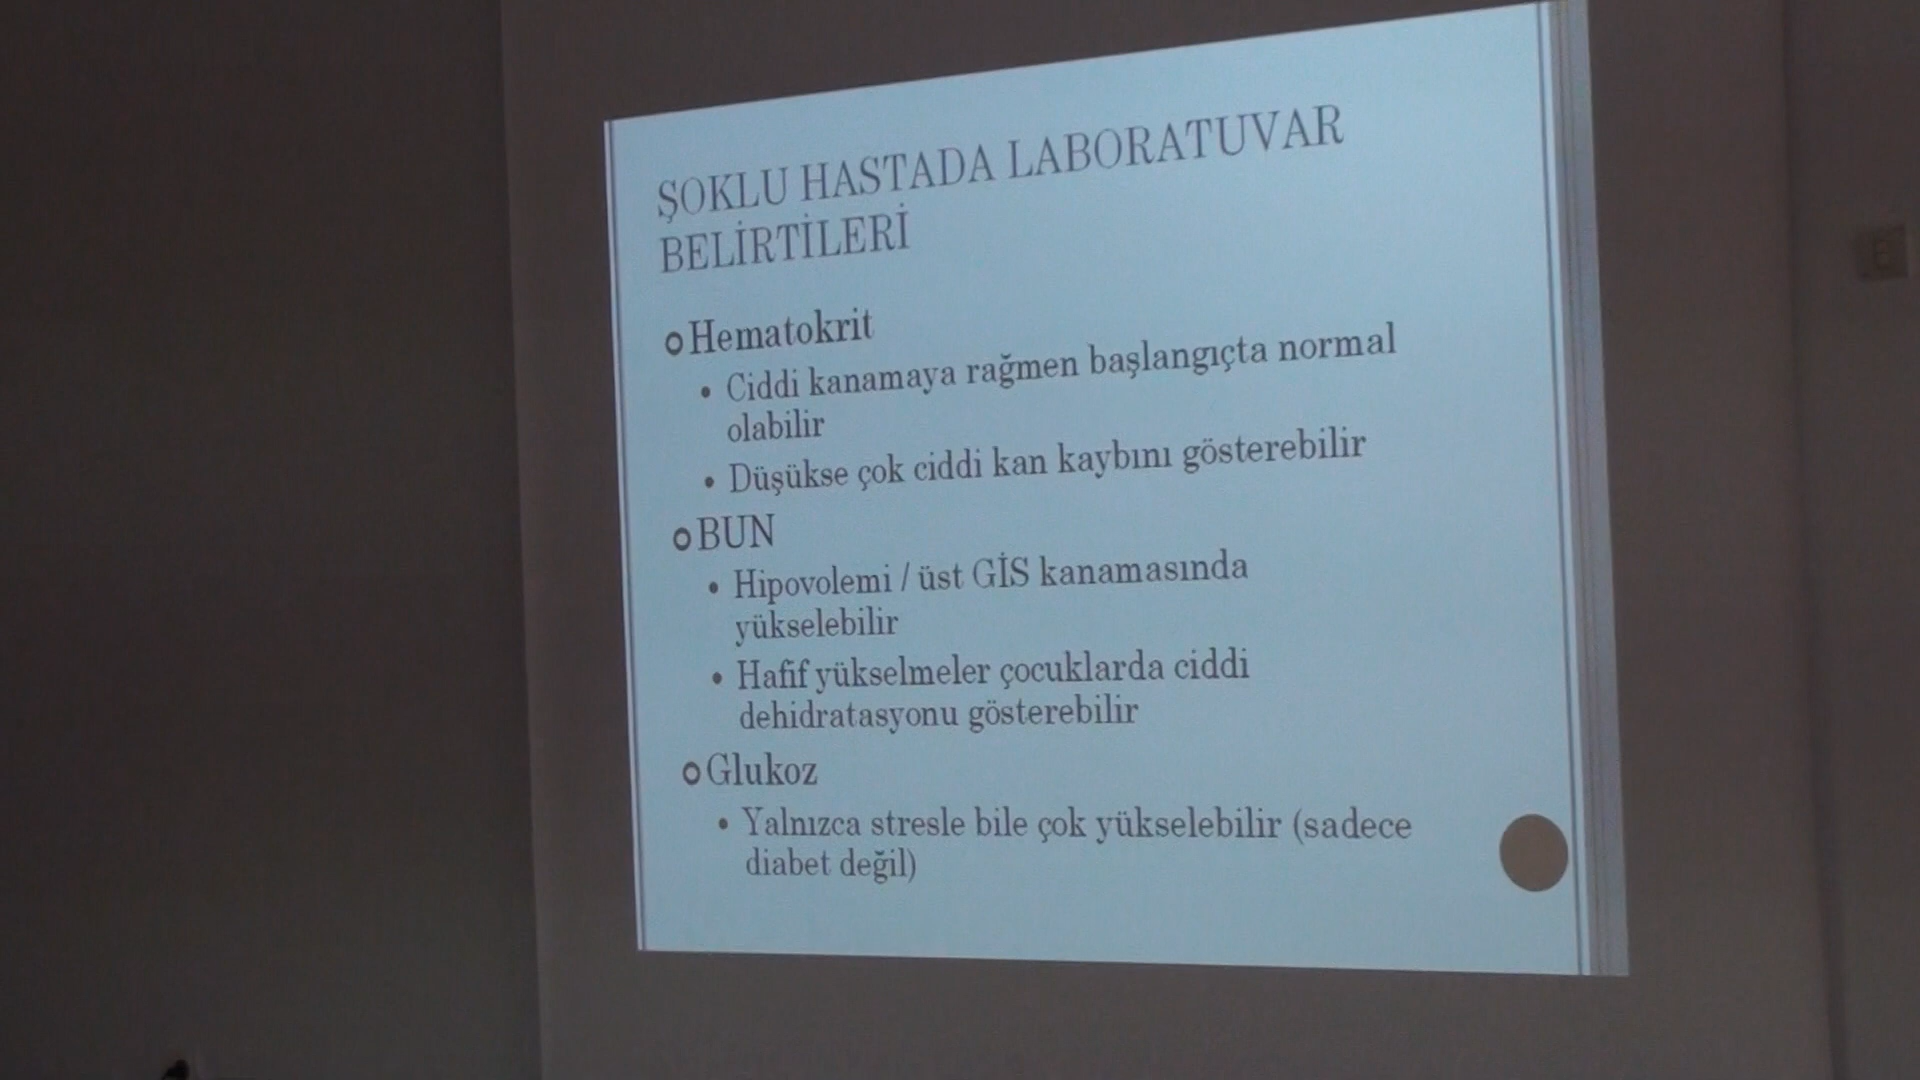 ŞOKLU HASTADA LABORATUVAR
BELİRTİLERİ
Hematokrit
• Ciddi kanamaya rağmen başlangıçta normal
olabilir
• Düşükse çok ciddi kan kaybını gösterebilir
BUN
• Hipovolemi / üst GİS kanamasında
yükselebilir
• Hafif yükselmeler çocuklarda ciddi
dehidratasyonu gösterebilir
Glukoz
• Yalnızca stresle bile çok yükselebilir (sadece
diabet değil)